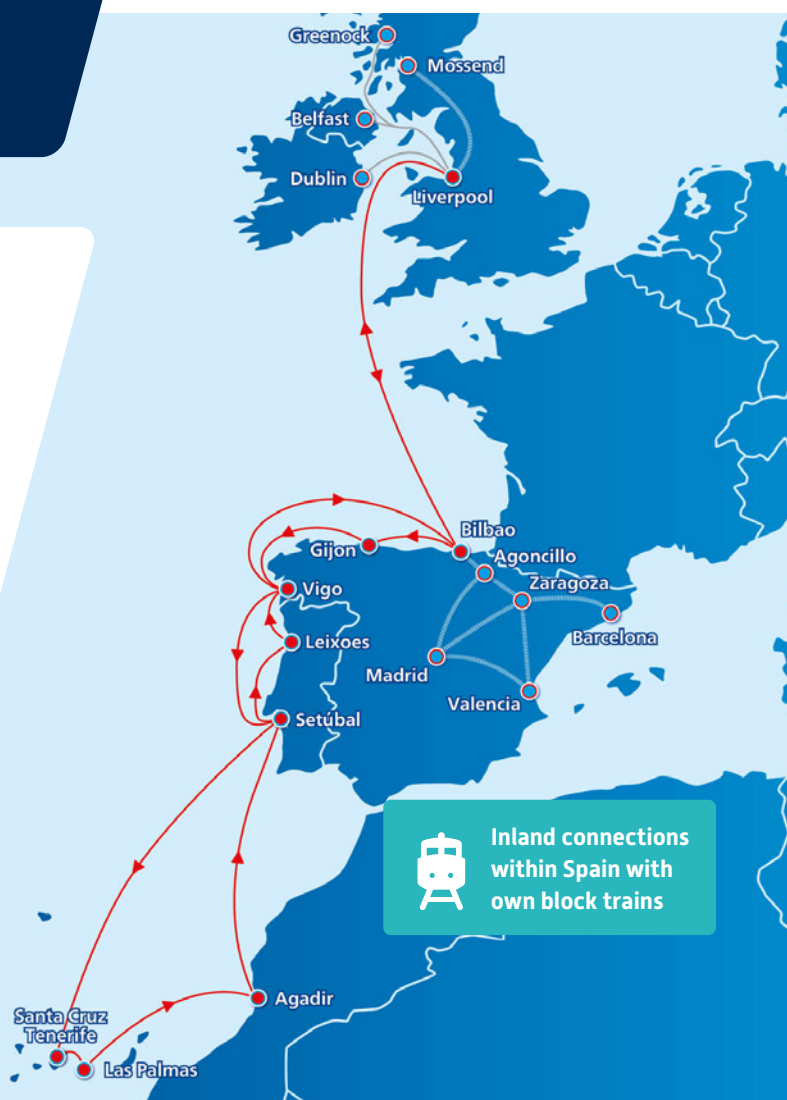 Greenock
Mossend
Belfast
Dublin
Liverpool
Bilbao
Gijon
Agoncillo
Zaragoza
Vigo
Barcelona
Leixoes
Madrid
Valencia
Setúbal
Inland connections
within Spain with
own block trains
Agadir
Santa Cruz
Tenerife
Las Palmas